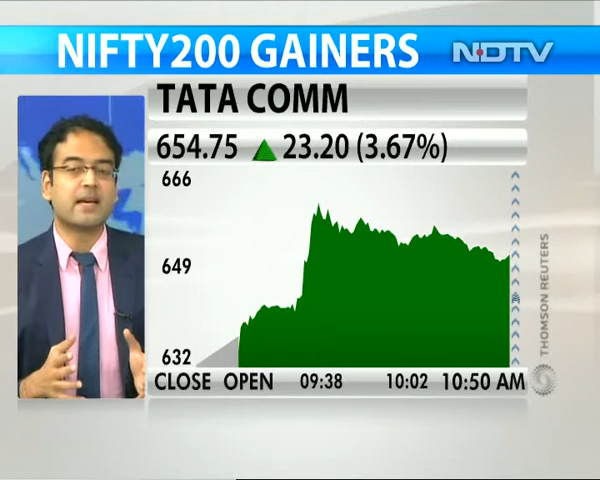 NIFTY200 GAINERS
NDTV
TATA COMM
654.75 ▲ 23.20 (3.67%)
666
649
632
CLOSE OPEN 09:38 10:02 10:50 AM
THOMSON REUTERS